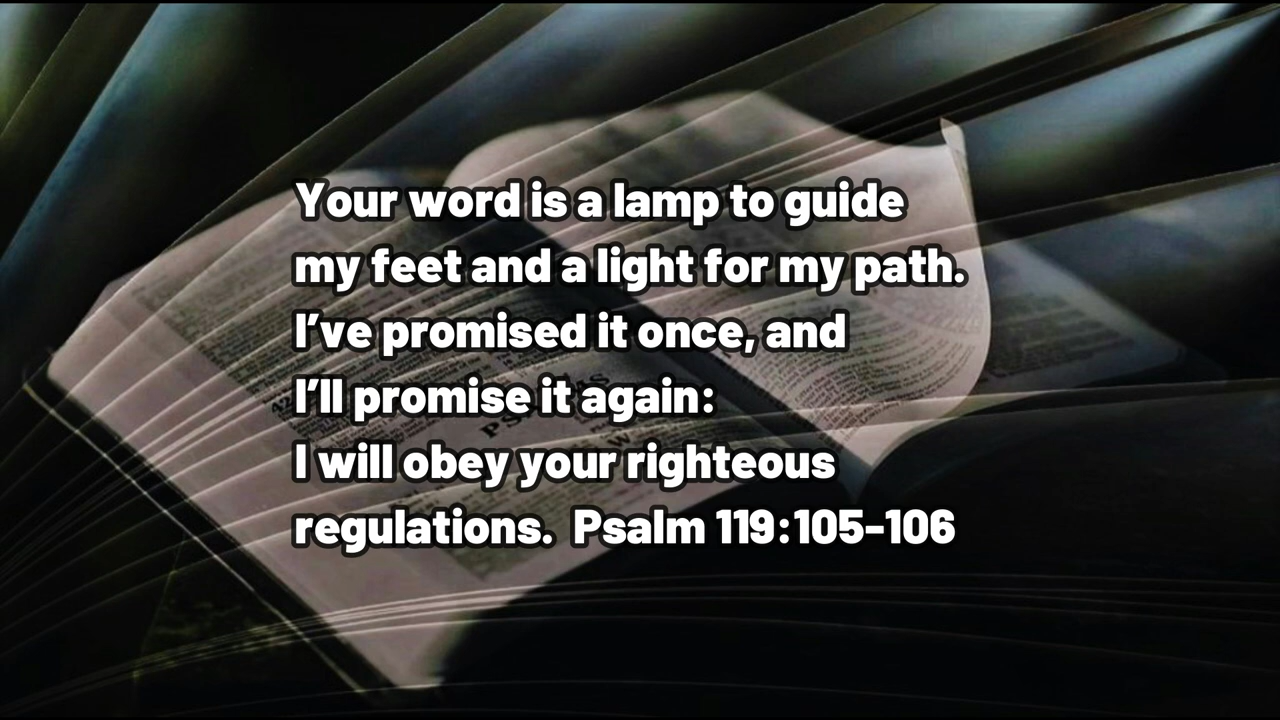 Your word is a lamp to guide
my feet and a light for my path.
I’ve promised it once, and
I’ll promise it again:
I will obey your righteous
regulations.  Psalm 119:105-106